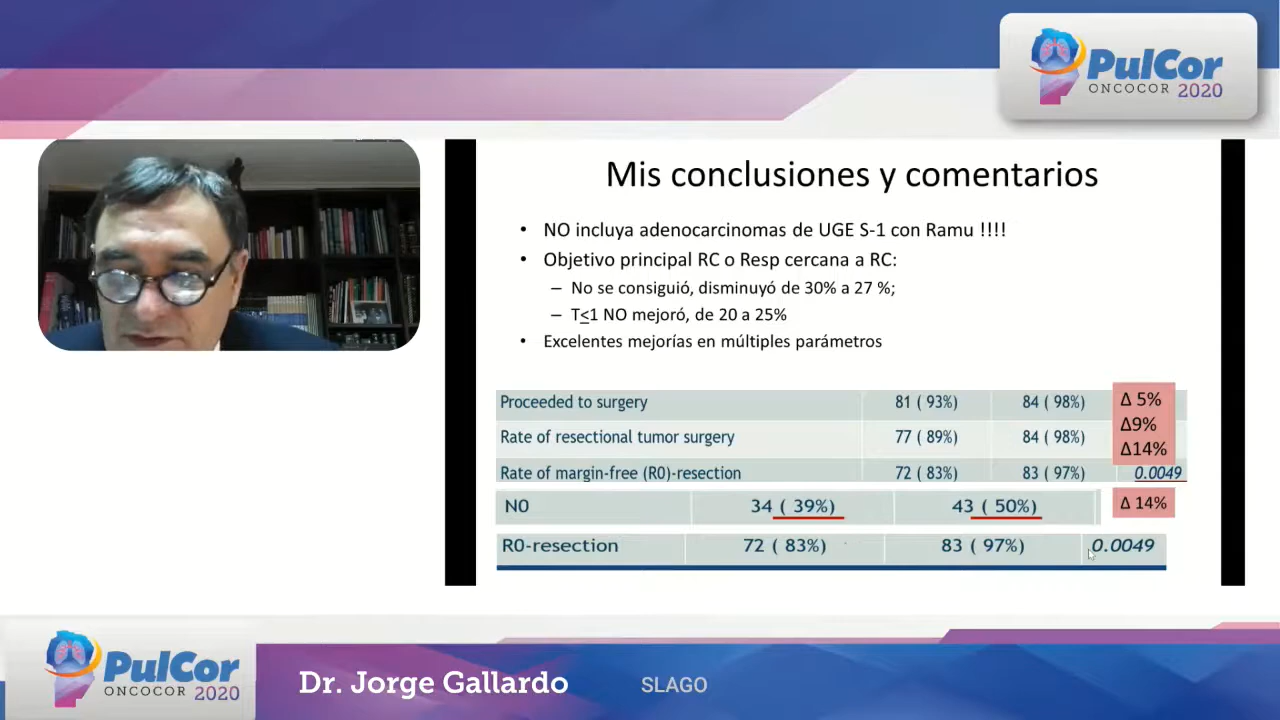 PulCor
ONCOCOR 2020
Mis conclusiones y comentarios
• NO incluya adenocarcinomas de UGE S-1 con Ramu !!!!
• Objetivo principal RC o Resp cercana a RC:
– No se consiguió, disminuyó de 30% a 27 %;
– T≤1 NO mejoró, de 20 a 25%
• Excelentes mejorías en múltiples parámetros
Proceeded to surgery 81 ( 93%) 84 ( 98%) Δ 5%
Rate of resectional tumor surgery 77 ( 89%) 84 ( 98%) Δ9%
Δ14%
Rate of margin-free (R0)-resection 72 ( 83%) 83 ( 97%) 0.0049
N0 34 ( 39%) 43 ( 50%) Δ 14%
R0-resection 72 ( 83%) 83 ( 97%) 0.0049
PulCor
ONCOCOR 2020
Dr. Jorge Gallardo SLAGO